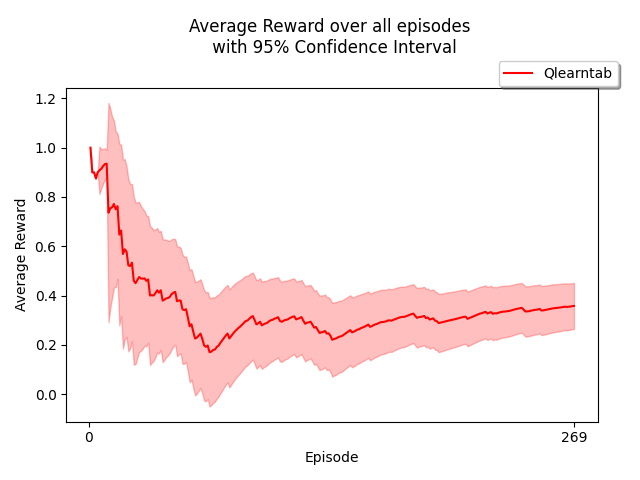 Average Reward over all episodes
with 95% Confidence Interval
Qlearntab
1.2
1.0
0.8
0.6
0.4
0.2
0.0
Average Reward
0
269
Episode